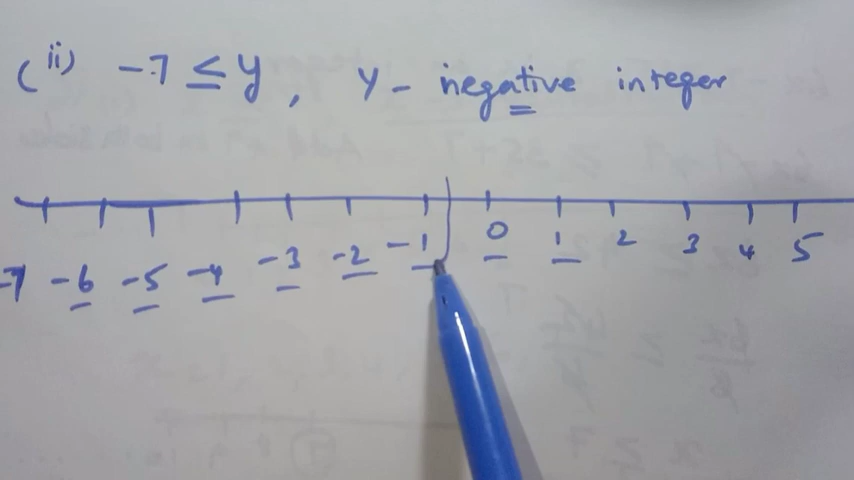 (ii) -7 ≤ y, y - negative integer
-7 -6 -5 -4 -3 -2 -1 0 1 2 3 4 5